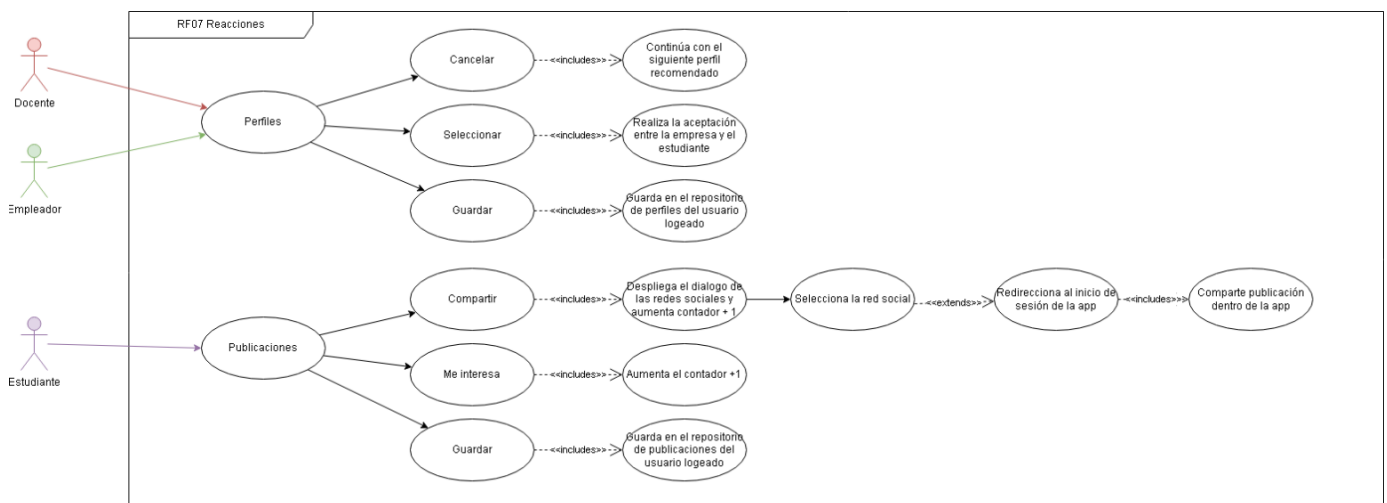 RF07 Reacciones
Docente
Empleador
Estudiante
Perfiles
Cancelar
<<includes>>
Continúa con el
siguiente perfil
recomendado
Seleccionar
<<includes>>
Realiza la aceptación
entre la empresa y el
estudiante
Guardar
<<includes>>
Guarda en el repositorio
de perfiles del usuario
logeado
Publicaciones
Compartir
<<includes>>
Despliega el dialogo de
las redes sociales y
aumenta contador + 1
Selecciona la red social
<<extends>>
Redirecciona al inicio de
sesión de la app
<<includes>>
Comparte publicación
dentro de la app
Me interesa
<<includes>>
Aumenta el contador +1
Guardar
<<includes>>
Guarda en el repositorio
de publicaciones del
usuario logeado